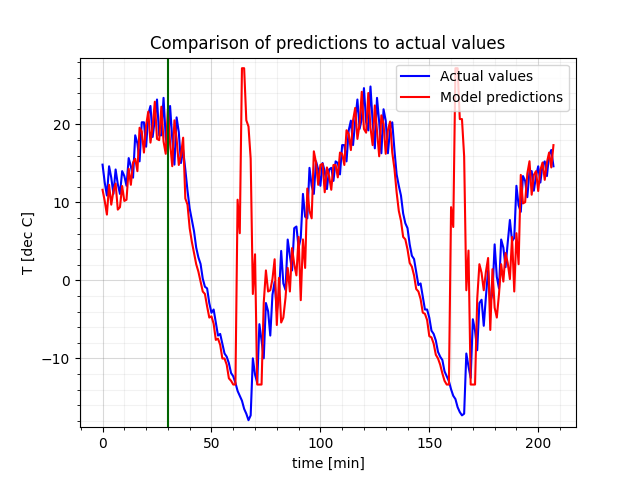 Comparison of predictions to actual values
Actual values
Model predictions
20
10
0
−10
T [dec C]
0
50
100
150
200
time [min]